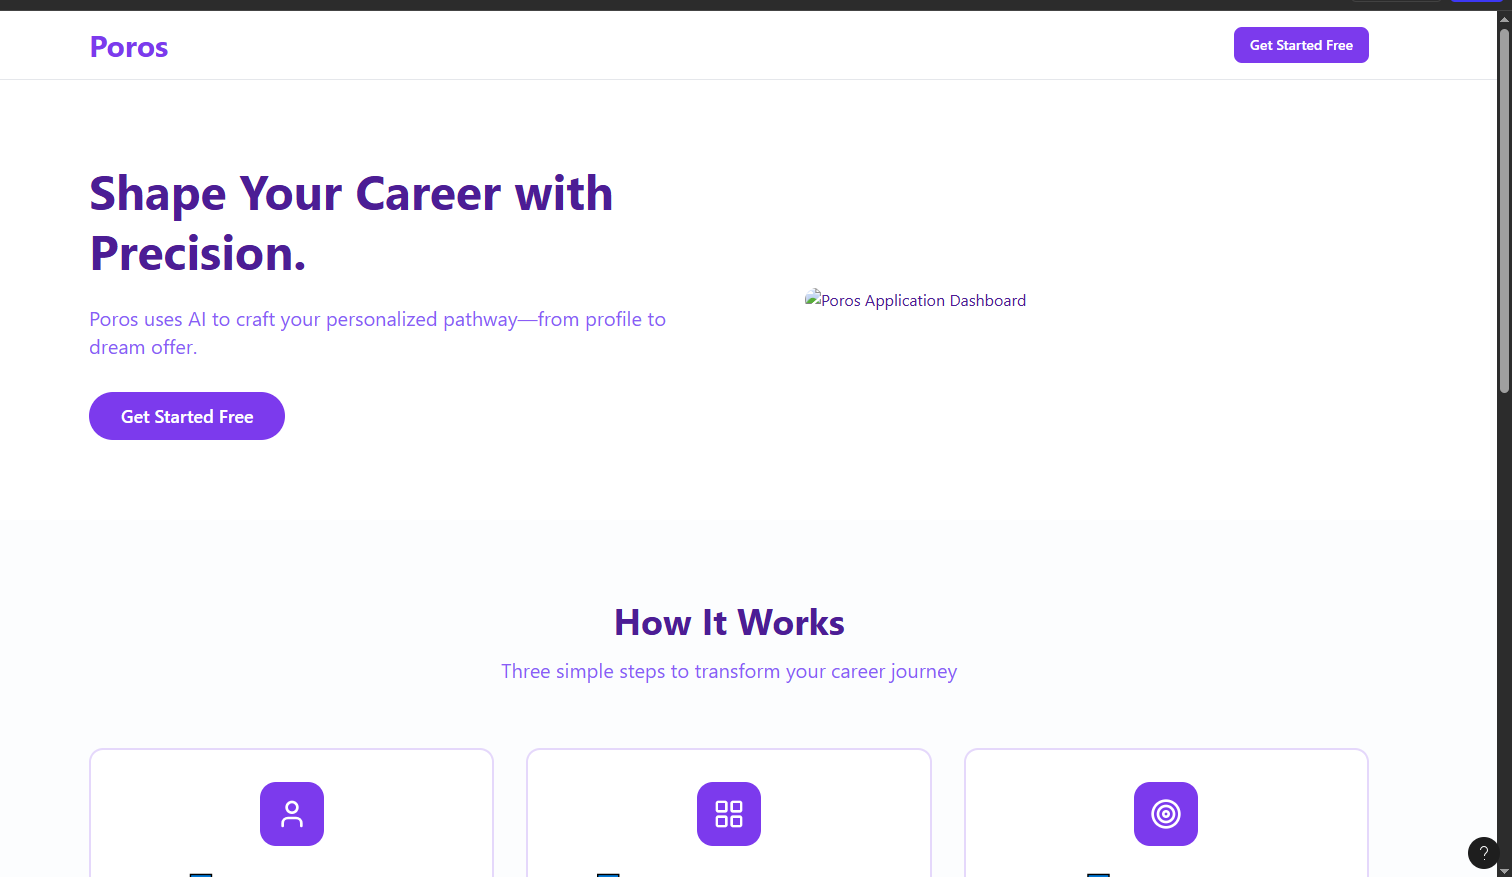 Poros
Get Started Free
Shape Your Career with
Precision.
Poros uses AI to craft your personalized pathway—from profile to
dream offer.
Get Started Free
Poros Application Dashboard
How It Works
Three simple steps to transform your career journey
?